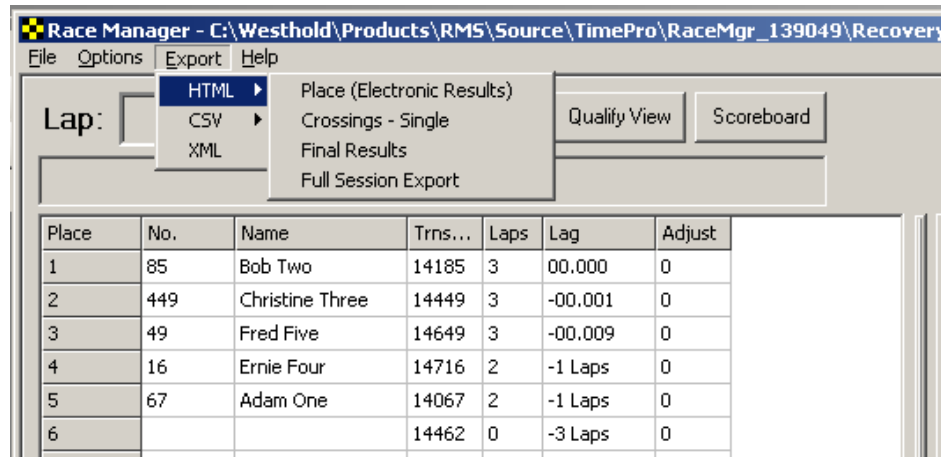 Race Manager - C:\Westhold\Products\RMS\Source\TimePro\RaceMgr_139049\Recovery
File Options Export Help
HTML Place (Electronic Results)
CSV Crossings - Single
XML Final Results
Full Session Export
Lap: Qualify View Scoreboard
Place No. Name Trns... Laps Lag Adjust
1 85 Bob Two 14185 3 00.000 0
2 449 Christine Three 14449 3 -00.001 0
3 49 Fred Five 14649 3 -00.009 0
4 16 Ernie Four 14716 2 -1 Laps 0
5 67 Adam One 14067 2 -1 Laps 0
6 14462 0 -3 Laps 0